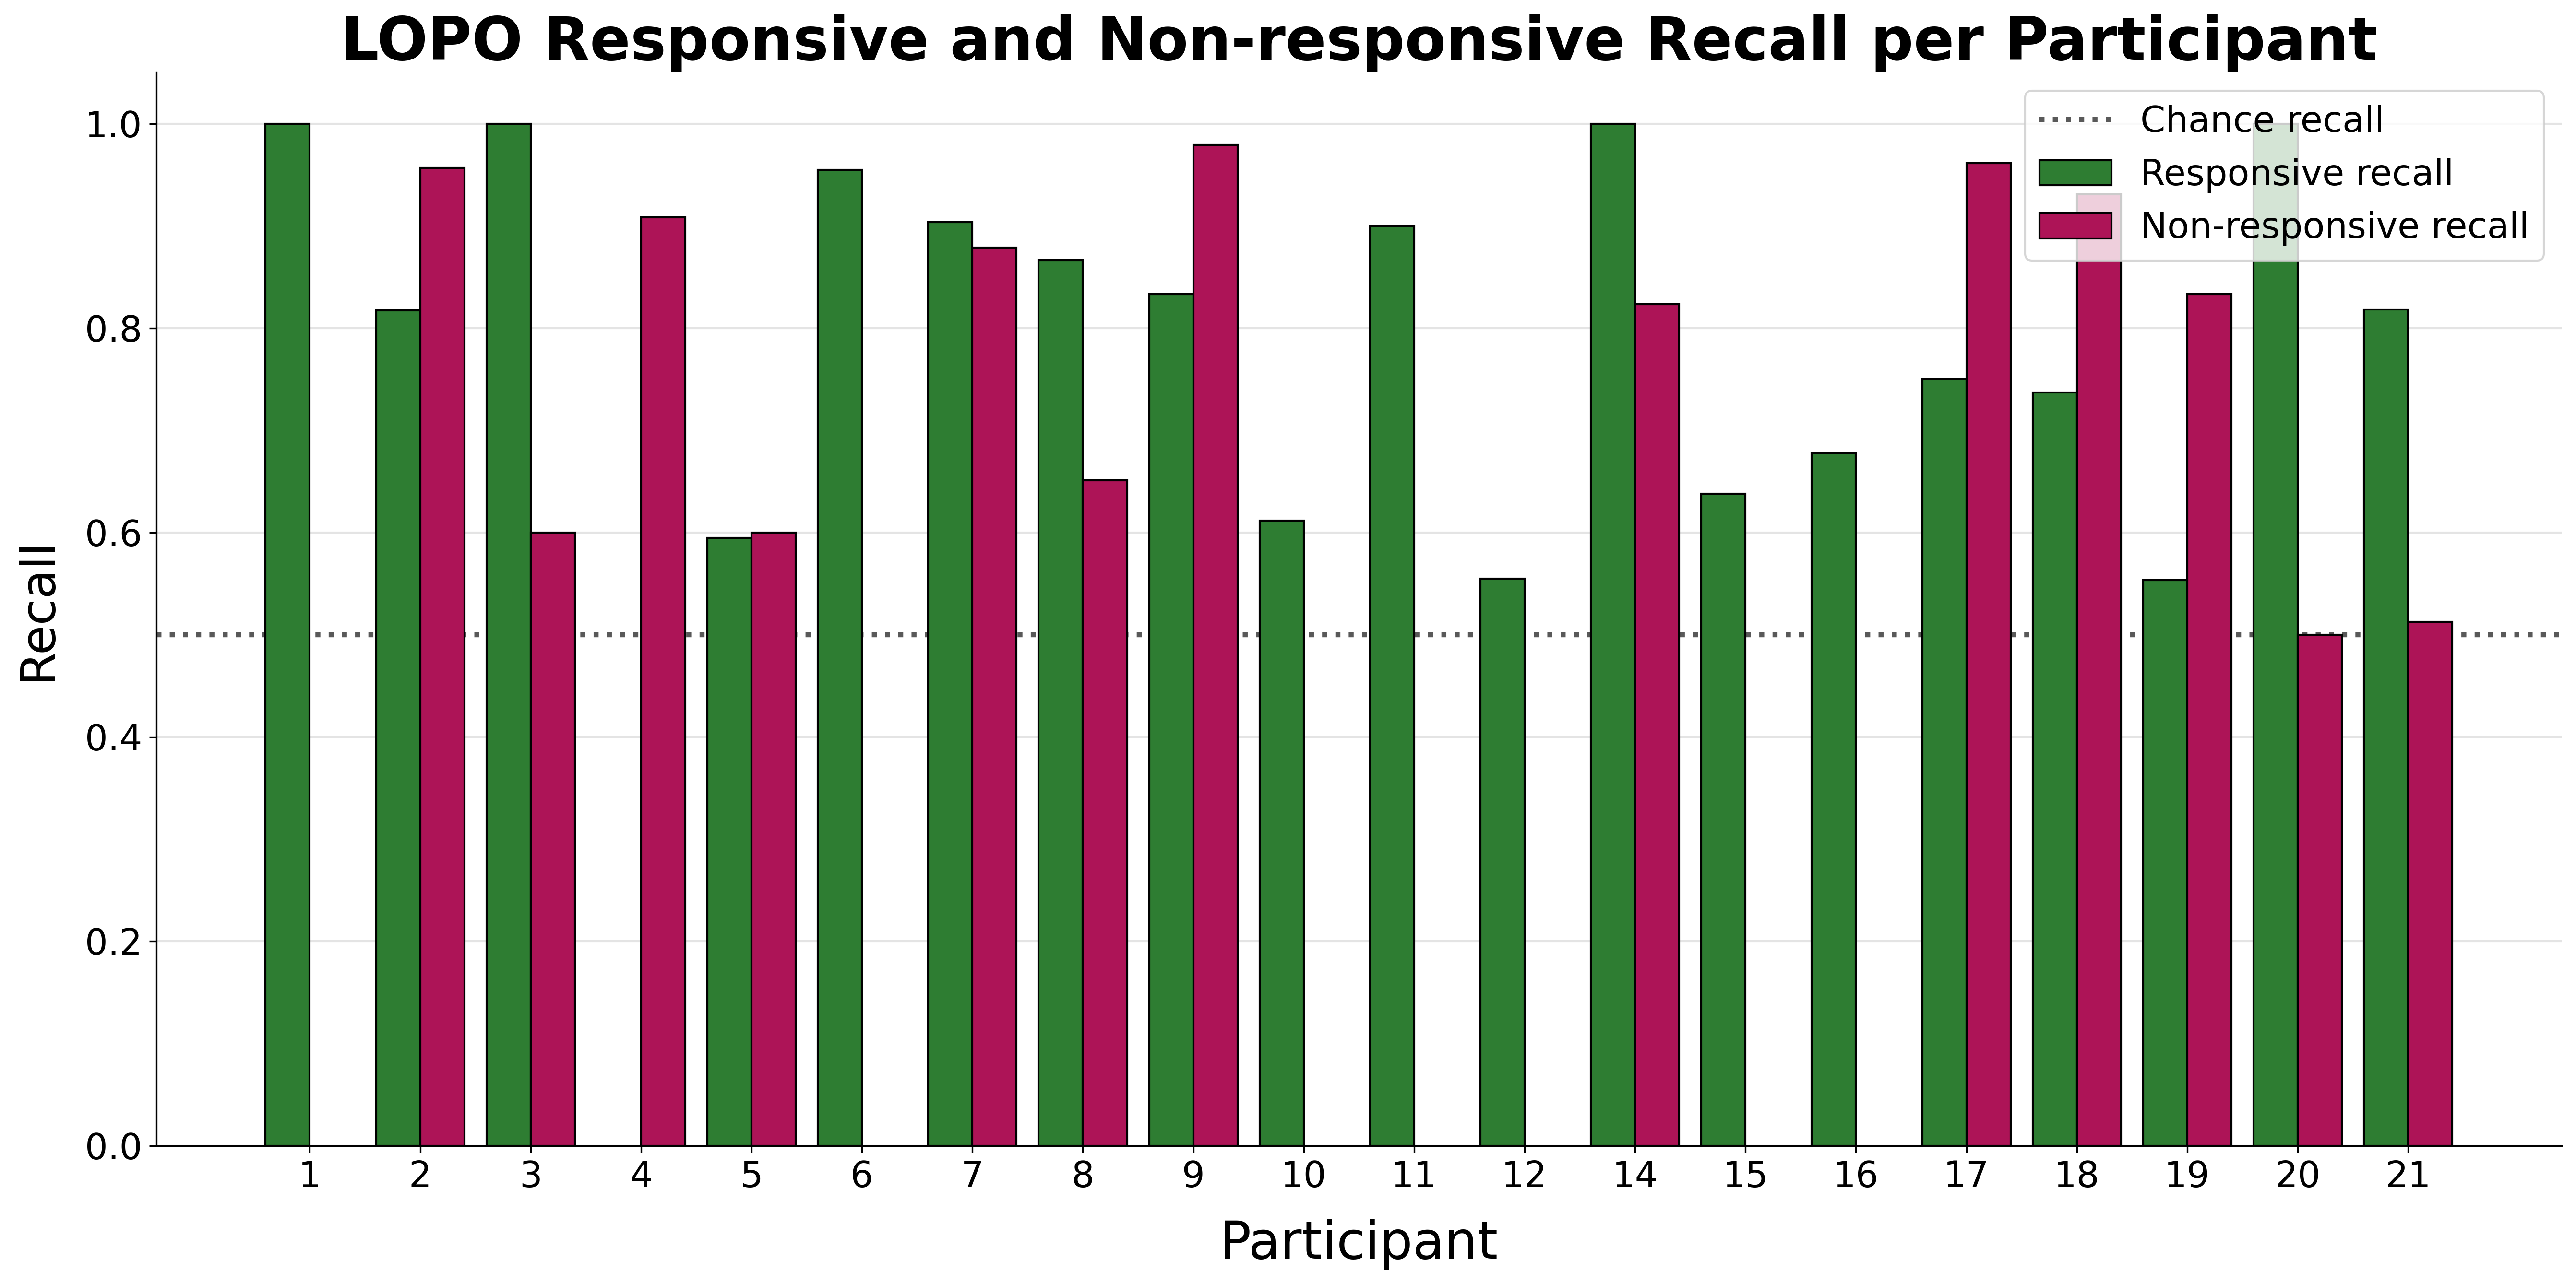 LOPO Responsive and Non-responsive Recall per Participant
Chance recall
Responsive recall
Non-responsive recall
Recall
1.0
0.8
0.6
0.4
0.2
0.0
1 2 3 4 5 6 7 8 9 10 11 12 14 15 16 17 18 19 20 21
Participant